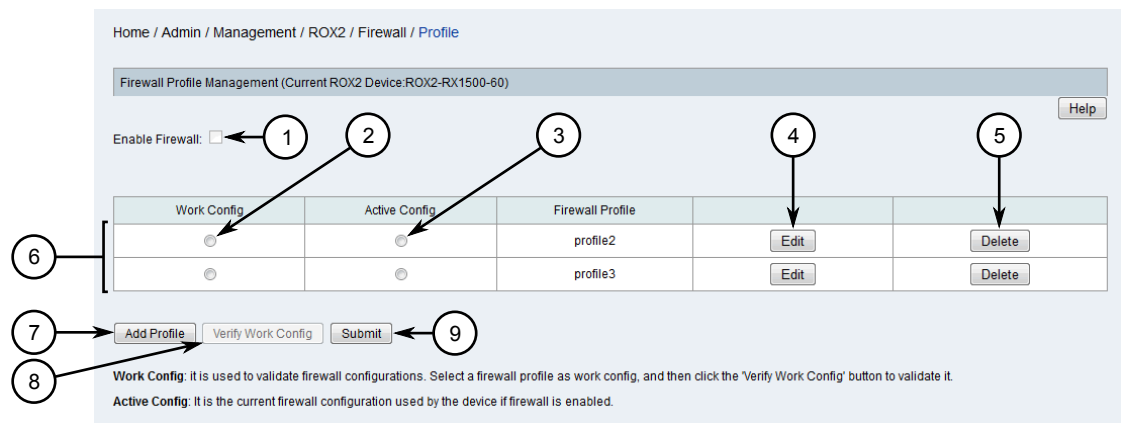 Home / Admin / Management / ROX2 / Firewall / Profile
Firewall Profile Management (Current ROX2 Device:ROX2-RX1500-60)
Help
Enable Firewall:
1
2
3
4
5
Work Config Active Config Firewall Profile
profile2 Edit Delete
6
profile3 Edit Delete
7
Add Profile Verify Work Config Submit
9
8
Work Config: it is used to validate firewall configurations. Select a firewall profile as work config, and then click the 'Verify Work Config' button to validate it.
Active Config: It is the current firewall configuration used by the device if firewall is enabled.